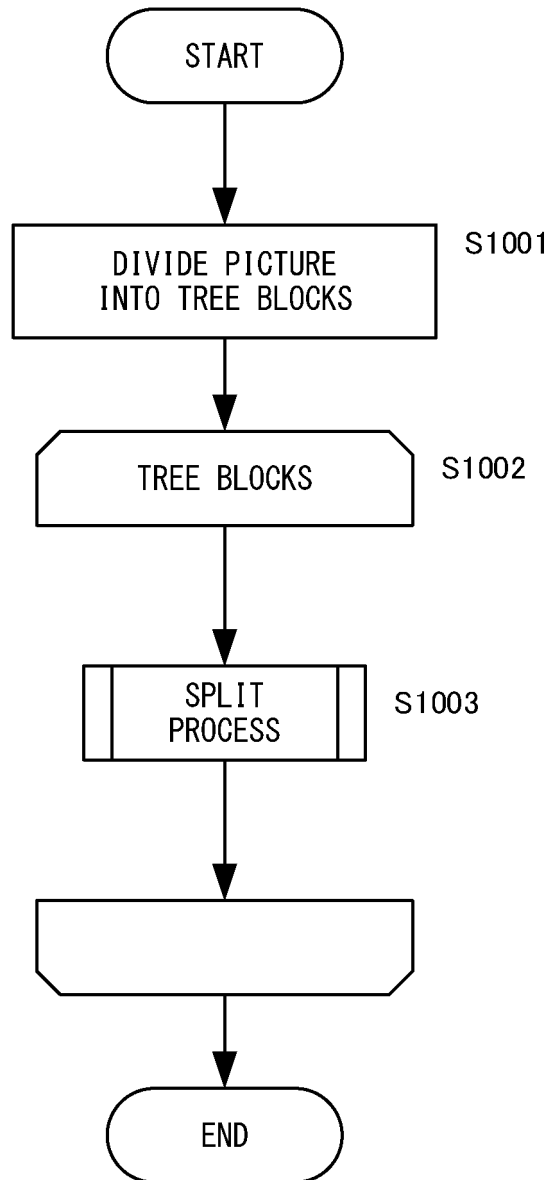 START
DIVIDE PICTURE
INTO TREE BLOCKS
S1001
TREE BLOCKS
S1002
SPLIT
PROCESS
S1003
END